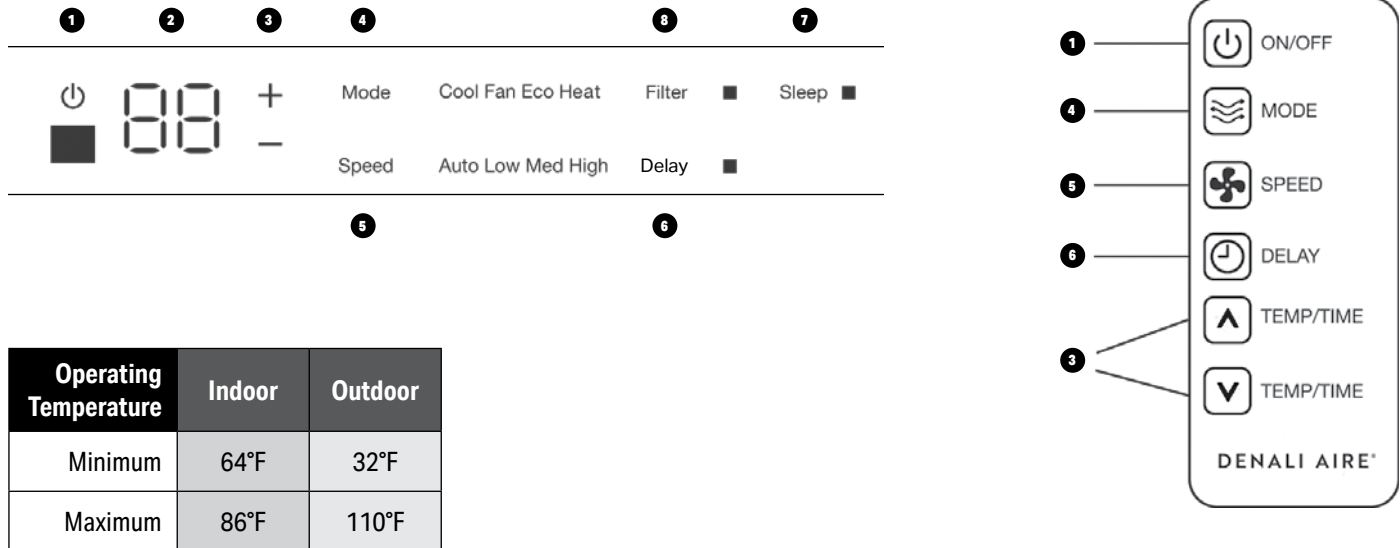 1 2 3 4 8 7
88 + Mode Cool Fan Eco Heat Filter Sleep
− Speed Auto Low Med High Delay
5 6
Operating Temperature Indoor Outdoor
Minimum 64°F 32°F
Maximum 86°F 110°F
1 ON/OFF
4 MODE
5 SPEED
6 DELAY
3 TEMP/TIME
TEMP/TIME
DENALI AIRE®